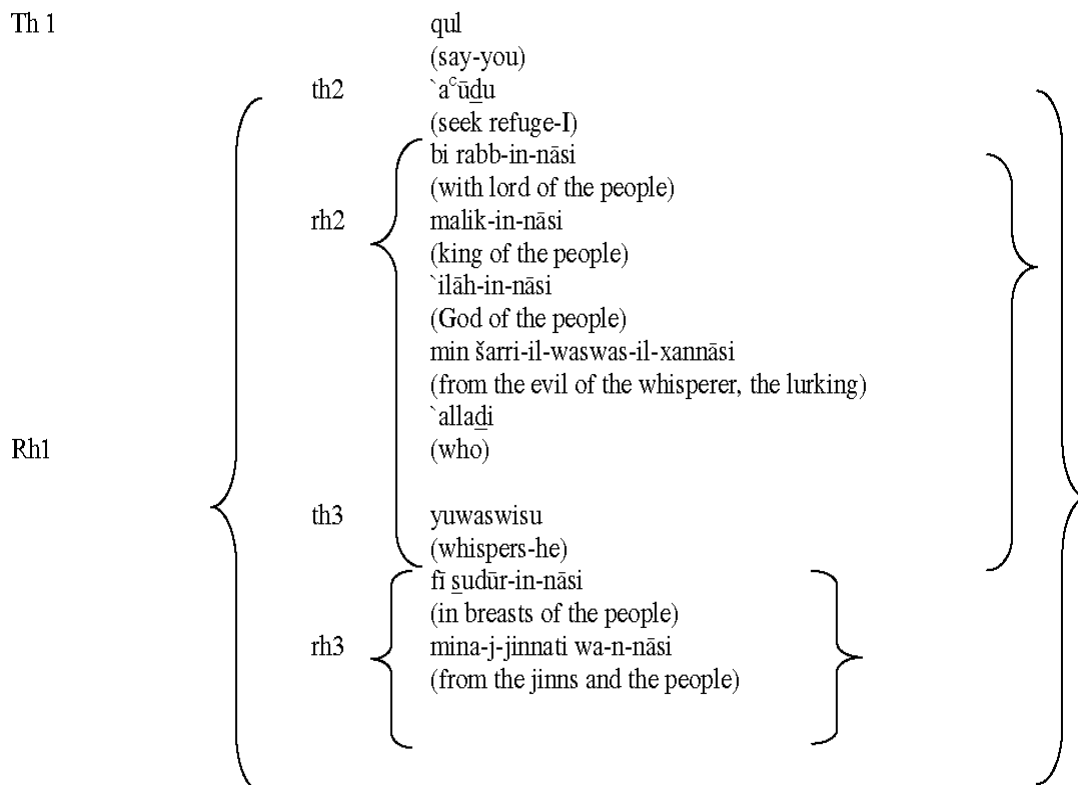 Th 1 qul
(say-you)
th2 `aᶜūḏu
(seek refuge-I)
bi rabb-in-nāsi
(with lord of the people)
rh2 malik-in-nāsi
(king of the people)
`ilāh-in-nāsi
(God of the people)
min šarri-il-waswas-il-xannāsi
(from the evil of the whisperer, the lurking)
`allaḏi
Rh1 (who)
th3 yuwaswisu
(whispers-he)
fī s̲udūr-in-nāsi
(in breasts of the people)
rh3 mina-j-jinnati wa-n-nāsi
(from the jinns and the people)